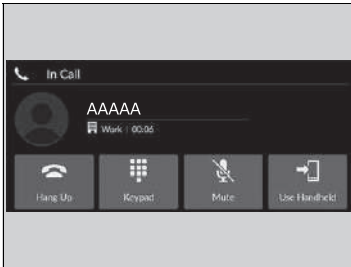 In Call
AAAAA
Work | 00:06
Hang Up
Keypad
Mute
Use Handheld